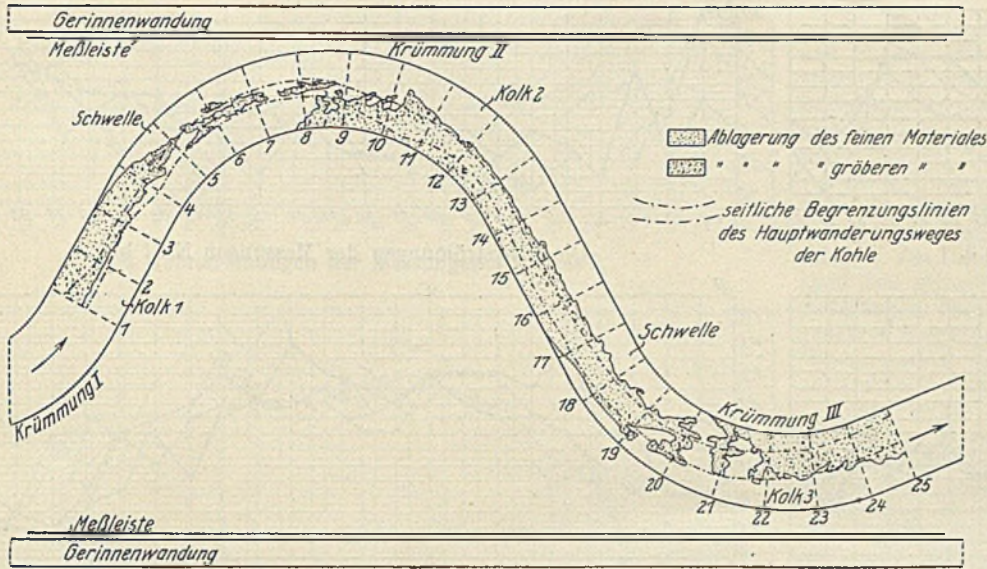 Gerinnenwandung
Meßleiste
Krümmung II
Schwelle
Kolk 2
Ablagerung des feinen Materiales
" " " " gröberen " "
seitliche Begrenzungslinien
des Hauptwanderungsweges
der Kohle
Kolk 1
Krümmung I
1
2
3
4
5
6
7
8
9
10
11
12
13
14
15
16
17
18
19
20
21
22
23
24
25
Schwelle
Krümmung III
Kolk 3
Meßleiste
Gerinnenwandung